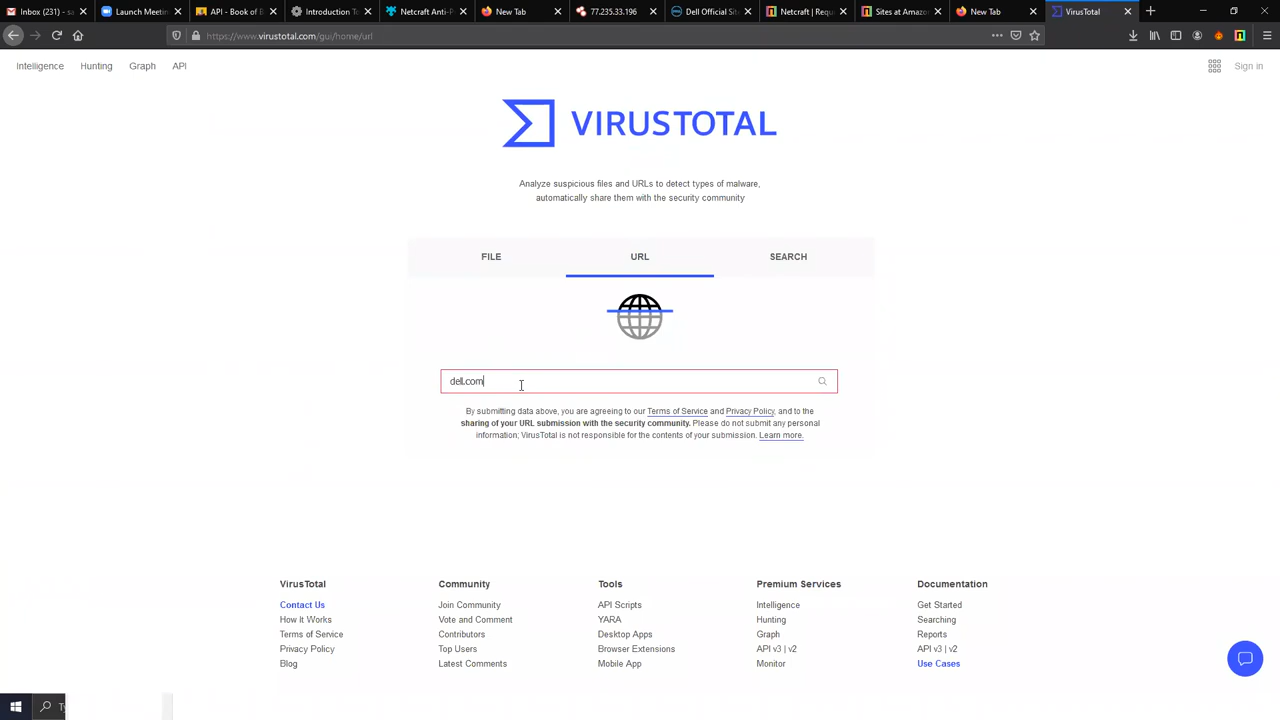 Inbox (231) - sa
Launch Meetin
API - Book of B
Introduction To
Netcraft Anti-P
New Tab
77.235.33.196
Dell Official Site
Netcraft | Requ
Sites at Amazon
New Tab
VirusTotal
https://www.virustotal.com/gui/home/url
Intelligence Hunting Graph API
Sign in
VIRUSTOTAL
Analyze suspicious files and URLs to detect types of malware,
automatically share them with the security community
FILE URL SEARCH
dell.com
By submitting data above, you are agreeing to our Terms of Service and Privacy Policy, and to the
sharing of your URL submission with the security community. Please do not submit any personal
information; VirusTotal is not responsible for the contents of your submission. Learn more.
VirusTotal
Contact Us
How It Works
Terms of Service
Privacy Policy
Blog
Community
Join Community
Vote and Comment
Contributors
Top Users
Latest Comments
Tools
API Scripts
YARA
Desktop Apps
Browser Extensions
Mobile App
Premium Services
Intelligence
Hunting
Graph
API v3 | v2
Monitor
Documentation
Get Started
Searching
Reports
API v3 | v2
Use Cases
Ty